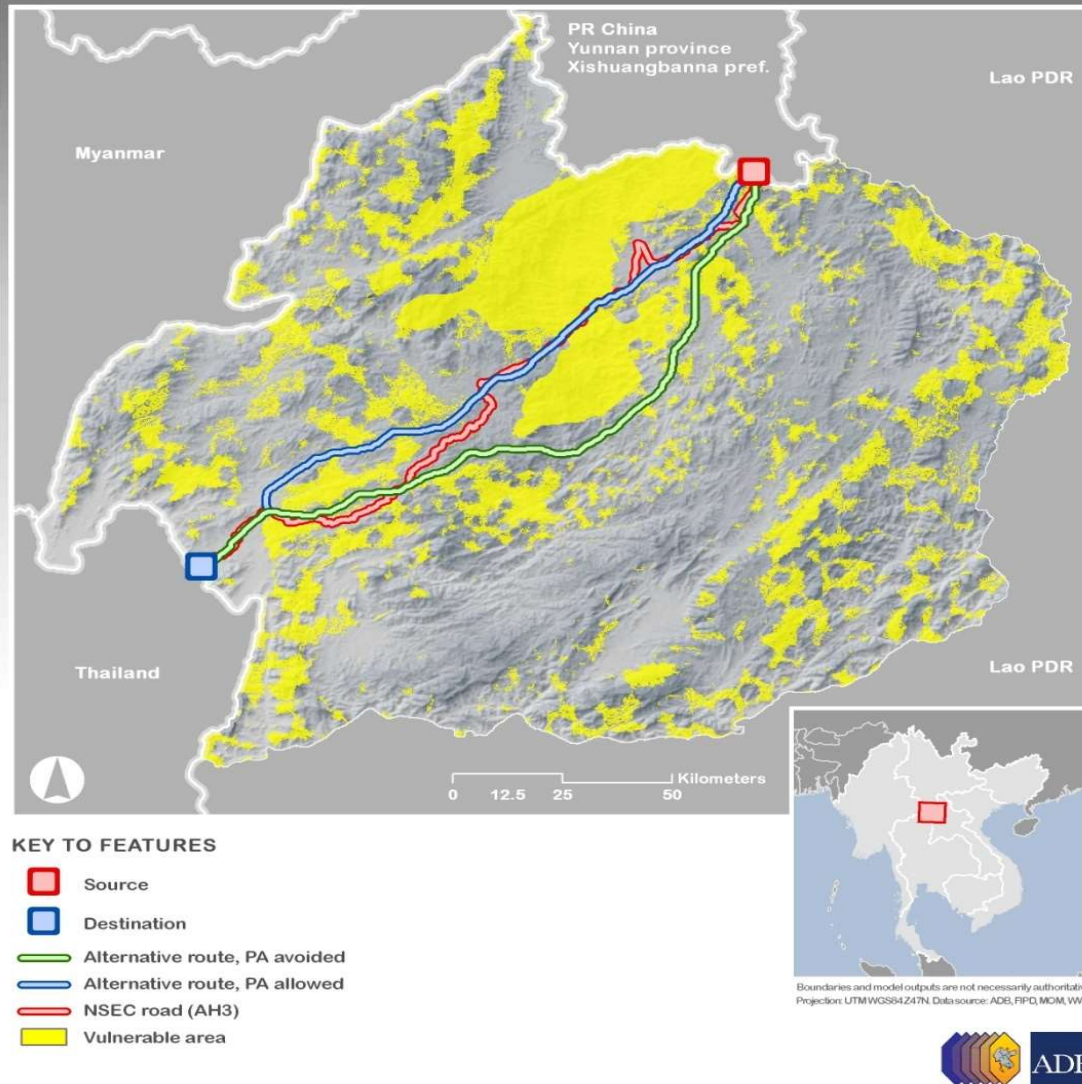 PR China
Yunnan province
Xishuangbanna pref.
Lao PDR
Myanmar
Thailand
Lao PDR
Kilometers
0 12.5 25 50
KEY TO FEATURES
Source
Destination
Alternative route, PA avoided
Alternative route, PA allowed
NSEC road (AH3)
Vulnerable area
Boundaries and model outputs are not necessarily authoritativ
Projection: UTM WGS84 Z47N. Data source: ADB, FIPD, MOM, WW
ADB